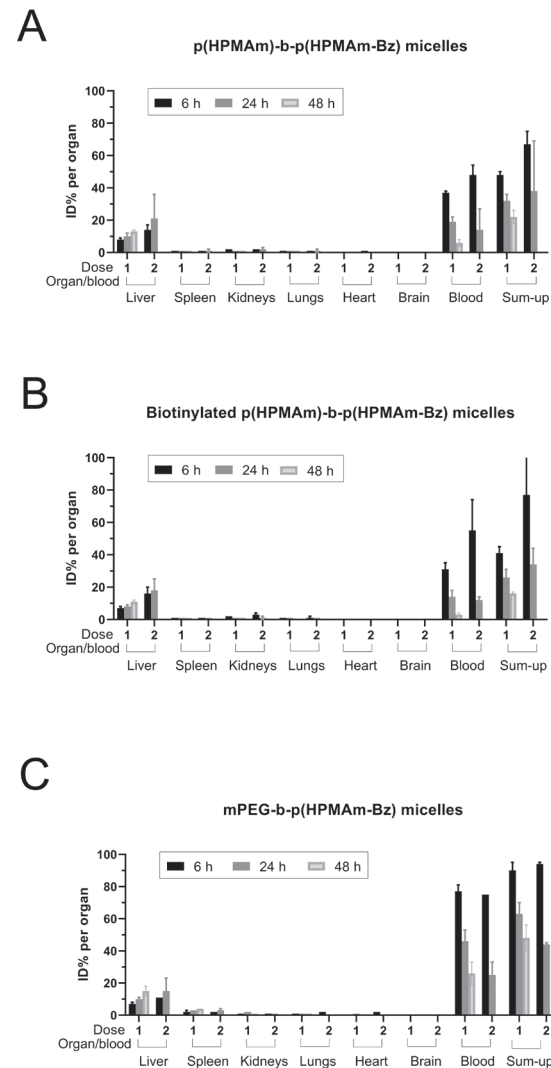 A
p(HPMAm)-b-p(HPMAm-Bz) micelles
6 h 24 h 48 h
ID% per organ
100
80
60
40
20
0
Dose 1 2 1 2 1 2 1 2 1 2 1 2 1 2 1 2
Organ/blood
Liver Spleen Kidneys Lungs Heart Brain Blood Sum-up
B
Biotinylated p(HPMAm)-b-p(HPMAm-Bz) micelles
6 h 24 h 48 h
ID% per organ
100
80
60
40
20
0
Dose 1 2 1 2 1 2 1 2 1 2 1 2 1 2 1 2
Organ/blood
Liver Spleen Kidneys Lungs Heart Brain Blood Sum-up
C
mPEG-b-p(HPMAm-Bz) micelles
6 h 24 h 48 h
ID% per organ
100
80
60
40
20
0
Dose 1 2 1 2 1 2 1 2 1 2 1 2 1 2 1 2
Organ/blood
Liver Spleen Kidneys Lungs Heart Brain Blood Sum-up